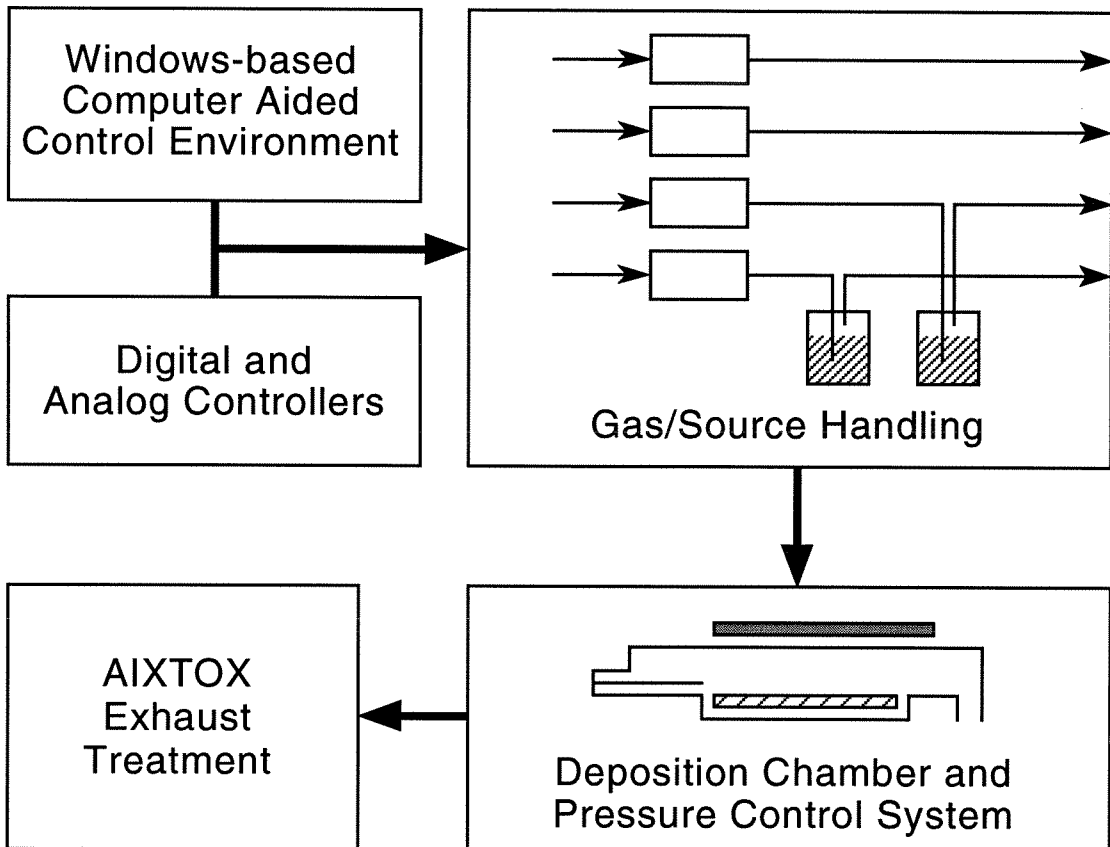 Windows-based
Computer Aided
Control Environment
Digital and
Analog Controllers
Gas/Source Handling
AIXTOX
Exhaust
Treatment
Deposition Chamber and
Pressure Control System